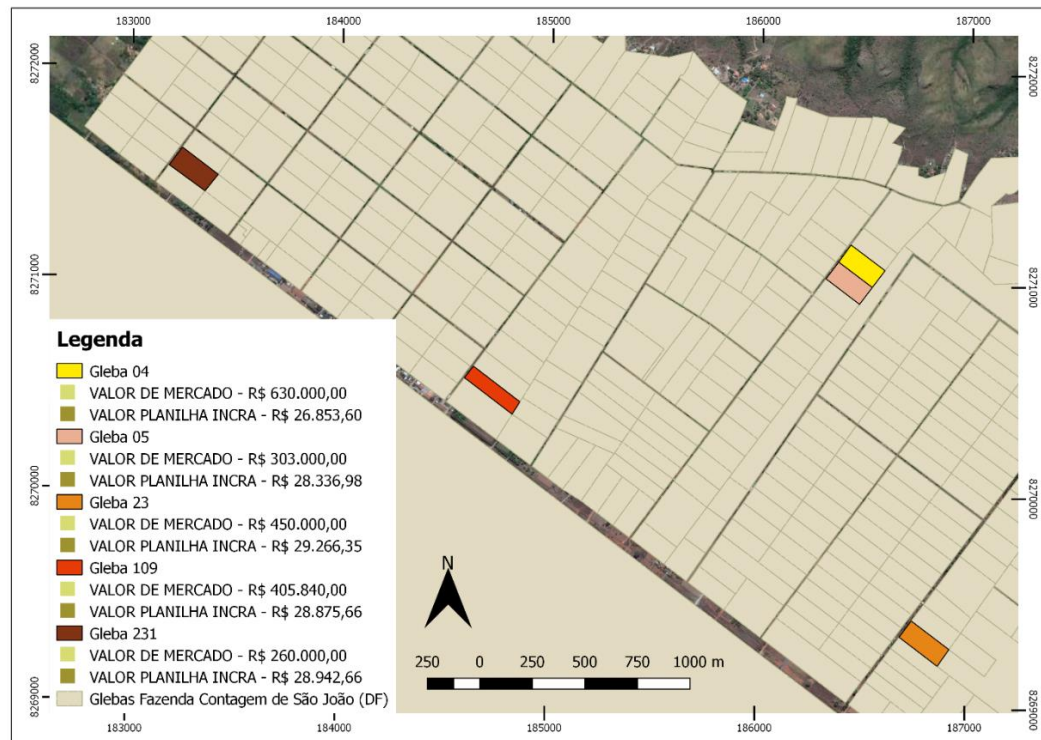 183000 184000 185000 186000 187000
8272000 8272000
8271000 8271000
Legenda
Gleba 04
VALOR DE MERCADO - R$ 630.000,00
VALOR PLANILHA INCRA - R$ 26.853,60
Gleba 05
VALOR DE MERCADO - R$ 303.000,00
VALOR PLANILHA INCRA - R$ 28.336,98
Gleba 23
VALOR DE MERCADO - R$ 450.000,00
VALOR PLANILHA INCRA - R$ 29.266,35
Gleba 109
VALOR DE MERCADO - R$ 405.840,00
VALOR PLANILHA INCRA - R$ 28.875,66
Gleba 231
VALOR DE MERCADO - R$ 260.000,00
VALOR PLANILHA INCRA - R$ 28.942,66
Glebas Fazenda Contagem de São João (DF)
8270000 8270000
N
250 0 250 500 750 1000 m
8269000 8269000
183000 184000 185000 186000 187000